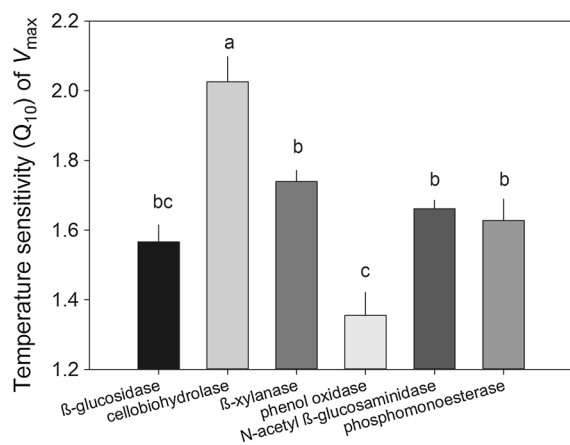 Temperature sensitivity (Q10) of Vmax
2.2
2.0
1.8
1.6
1.4
1.2
bc
a
b
c
b
b
ß-glucosidase
cellobiohydrolase
ß-xylanase
phenol oxidase
N-acetyl ß-glucosaminidase
phosphomonoesterase